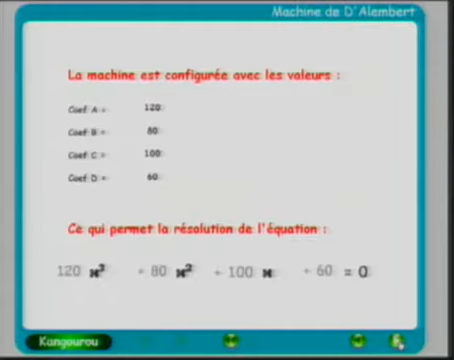 Machine de D'Alembert
La machine est configurée avec les valeurs :
Coef A = 120
Coef B = 80
Coef C = 100
Coef D = 60
Ce qui permet la résolution de l'équation :
120 x³ + 80 x² + 100 x + 60 = 0
Kangourou